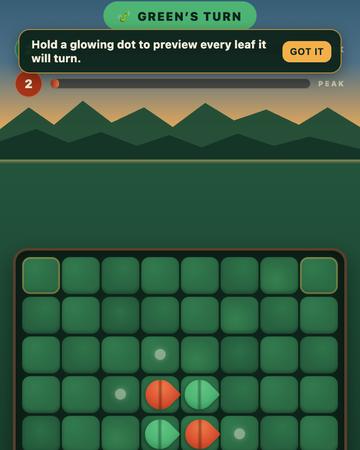 GREEN'S TURN
Hold a glowing dot to preview every leaf it
will turn.
GOT IT
2
PEAK